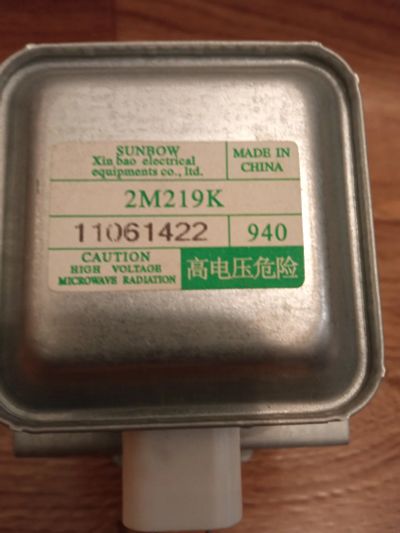 SUNBOW
Xin bao electrical
equipments co., ltd.
MADE IN
CHINA
2M219K
11061422
940
CAUTION
HIGH VOLTAGE
MICROWAVE RADIATION
高电压危险